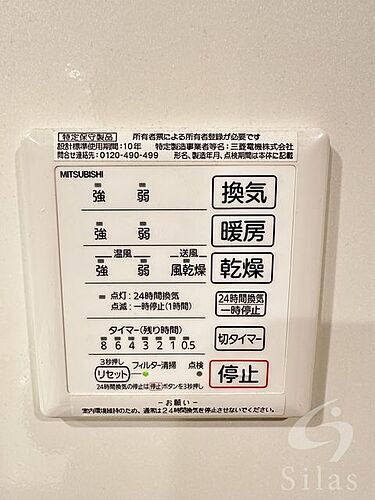 特定保守製品 所有者票による所有者登録が必要です
設計標準使用期間：10年 特定製造事業者等名：三菱電機株式会社
問合せ連絡先：0120-490-499 形名、製造年月、点検期間は本体に記載
MITSUBISHI
強 弱 換気
強 弱 暖房
温風 送風
強 弱 風乾燥 乾燥
点灯：24時間換気
点滅：一時停止(1時間)
24時間換気
一時停止
タイマー(残り時間)
8 6 4 3 2 1 0.5
切タイマー
3秒押し
リセット フィルター清掃 点検
停止
24時間換気の停止は停止ボタンを3秒押し
－お願い－
室内環境維持のため、通常は24時間換気を停止させないでください。
Silas